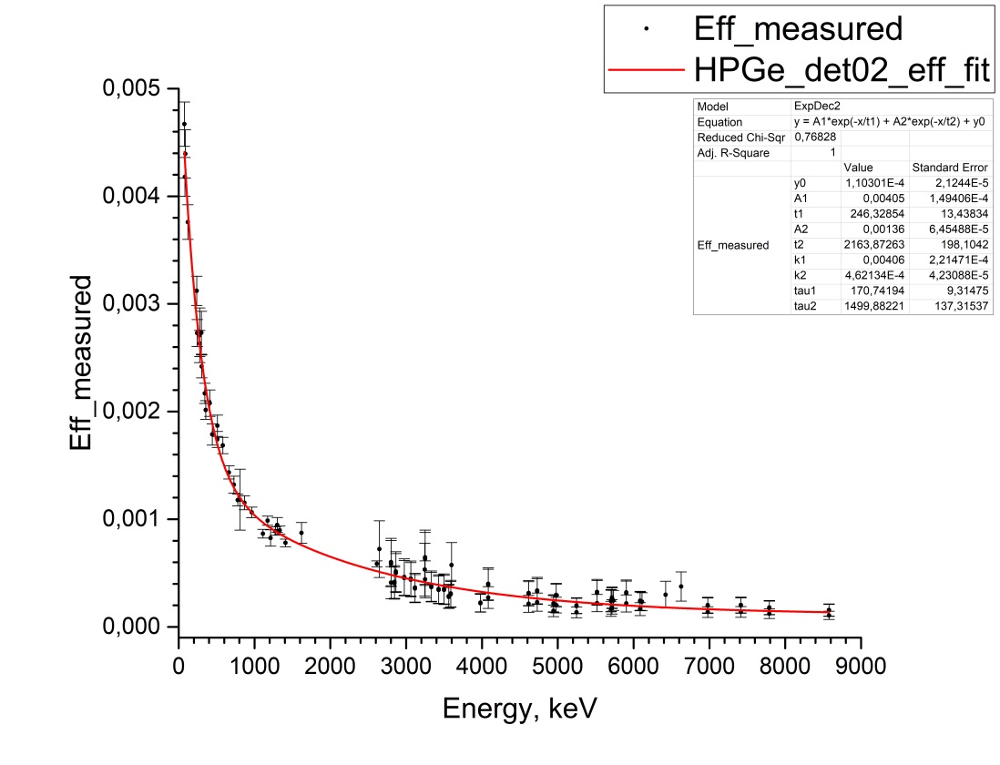 Eff_measured
HPGe_det02_eff_fit
Model ExpDec2
Equation y = A1*exp(-x/t1) + A2*exp(-x/t2) + y0
Reduced Chi-Sqr 0,76828
Adj. R-Square 1
Value Standard Error
y0 1,10301E-4 2,1244E-5
A1 0,00405 1,49406E-4
t1 246,32854 13,43834
A2 0,00136 6,45488E-5
Eff_measured t2 2163,87263 198,1042
k1 0,00406 2,21471E-4
k2 4,62134E-4 4,23088E-5
tau1 170,74194 9,31475
tau2 1499,88221 137,31537
0,005
0,004
0,003
0,002
0,001
0,000
Eff_measured
0 1000 2000 3000 4000 5000 6000 7000 8000 9000
Energy, keV